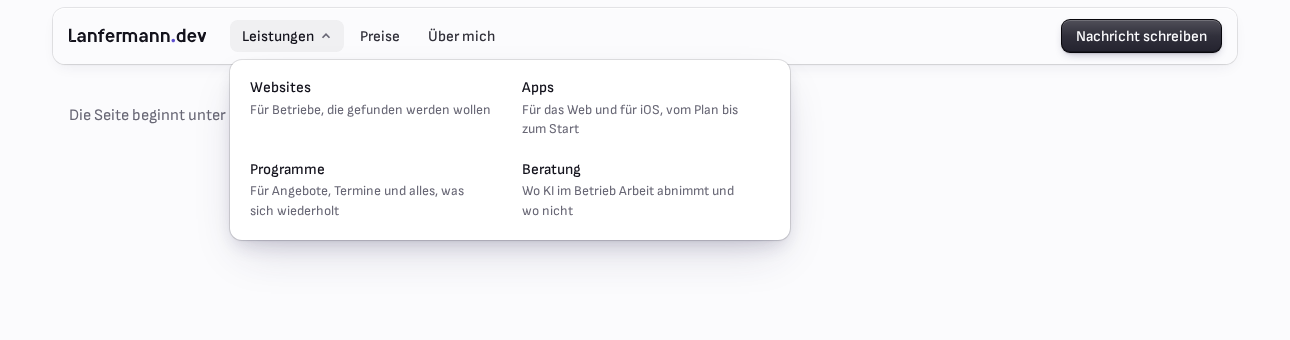 Lanfermann.dev
Leistungen
Preise
Über mich
Nachricht schreiben
Die Seite beginnt unter
Websites
Für Betriebe, die gefunden werden wollen
Apps
Für das Web und für iOS, vom Plan bis
zum Start
Programme
Für Angebote, Termine und alles, was
sich wiederholt
Beratung
Wo KI im Betrieb Arbeit abnimmt und
wo nicht